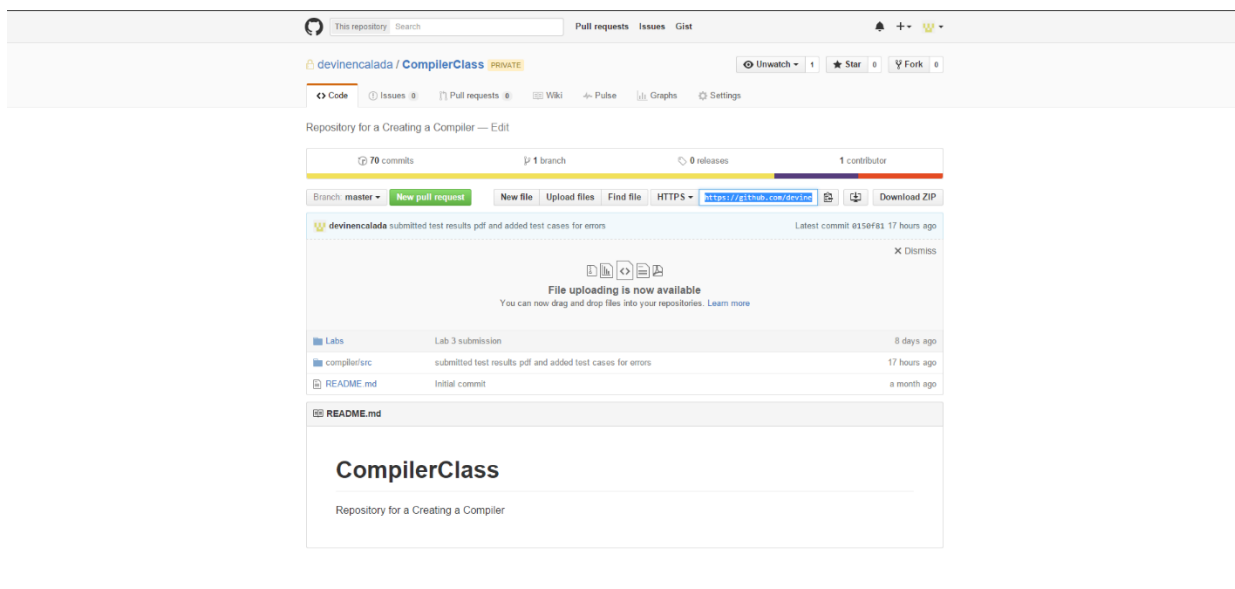 This repository Search Pull requests Issues Gist
devinencalada / CompilerClass PRIVATE Unwatch 1 Star 0 Fork 0
Code Issues 0 Pull requests 0 Wiki Pulse Graphs Settings
Repository for a Creating a Compiler — Edit
70 commits 1 branch 0 releases 1 contributor
Branch: master New pull request New file Upload files Find file HTTPS https://github.com/devine Download ZIP
devinencalada submitted test results pdf and added test cases for errors Latest commit 0150f81 17 hours ago
Dismiss
File uploading is now available
You can now drag and drop files into your repositories. Learn more
Labs Lab 3 submission 8 days ago
compiler/src submitted test results pdf and added test cases for errors 17 hours ago
README.md Initial commit a month ago
README.md
CompilerClass
Repository for a Creating a Compiler